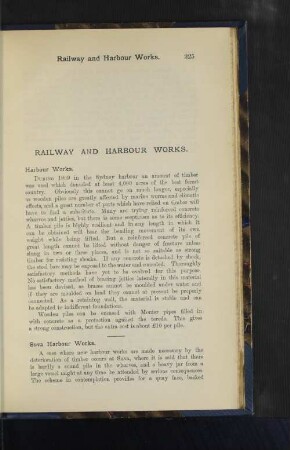 Railway and Harbour Works. 325
RAILWAY AND HARBOUR WORKS.
Harbour Works.
DURING 1909 in the Sydney harbour an amount of timber
was used which denuded at least 4,000 acres of the best forest
country. Obviously this cannot go on much longer, especially
as wooden piles are greatly affected by marine worms and climatic
effects, and a great number of ports which have relied on timber will
have to find a substitute. Many are trying reinforced concrete
wharves and jetties, but there is some scepticism as to its efficiency.
A timber pile is highly resilient and in any length in which it
can be obtained will bear the bending movement of its own
weight while being lifted. But a reinforced concrete pile of
great length cannot be lifted without danger of fracture unless
slung in two or three places, and is not so suitable as strong
timber for resisting shocks. If any concrete is detached by shock,
the steel bars may be exposed to the water and corroded. Thoroughly
satisfactory methods have yet to be evolved for this purpose.
No satisfactory method of bracing jetties laterally in this material
has been devised, as braces cannot be moulded under water and
if they are moulded on land they cannot at present be properly
connected. As a retaining wall, the material is stable and can
be adapted to indifferent foundations.
Wooden piles can be encased with Monier pipes filled in
with concrete as a protection against the teredo. This gives
a strong construction, but the extra cost is about £10 per pile.
Suva Harbour Works.
A case where new harbour works are made necessary by the
deterioration of timber occurs at Suva, where it is said that there
is hardly a sound pile in the wharves, and a heavy jar from a
large vessel might at any time be attended by serious consequences.
The scheme in contemplation provides for a quay face, backed